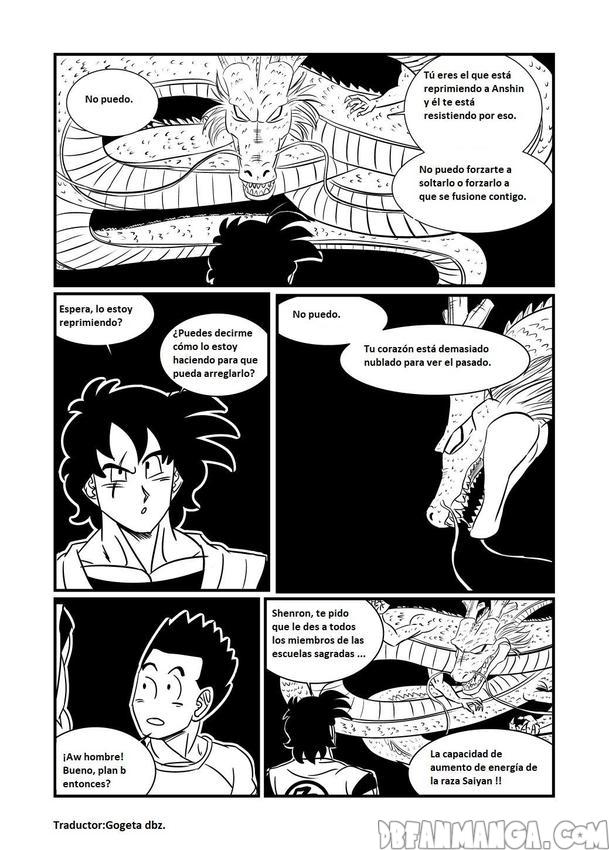 No puedo.
Tú eres el que está
reprimiendo a Anshin
y él te está
resistiendo por eso.
No puedo forzarte a
soltarlo o forzarlo a
que se fusione contigo.
Espera, lo estoy
reprimiendo?
¿Puedes decirme
cómo lo estoy
haciendo para que
pueda arreglarlo?
No puedo.
Tu corazón está demasiado
nublado para ver el pasado.
¡Aw hombre!
Bueno, plan b
entonces?
Shenron, te pido
que le des a todos
los miembros de las
escuelas sagradas ...
La capacidad de
aumento de energía de
la raza Saiyan !!
Traductor:Gogeta dbz.
DBFANMANGA.COM